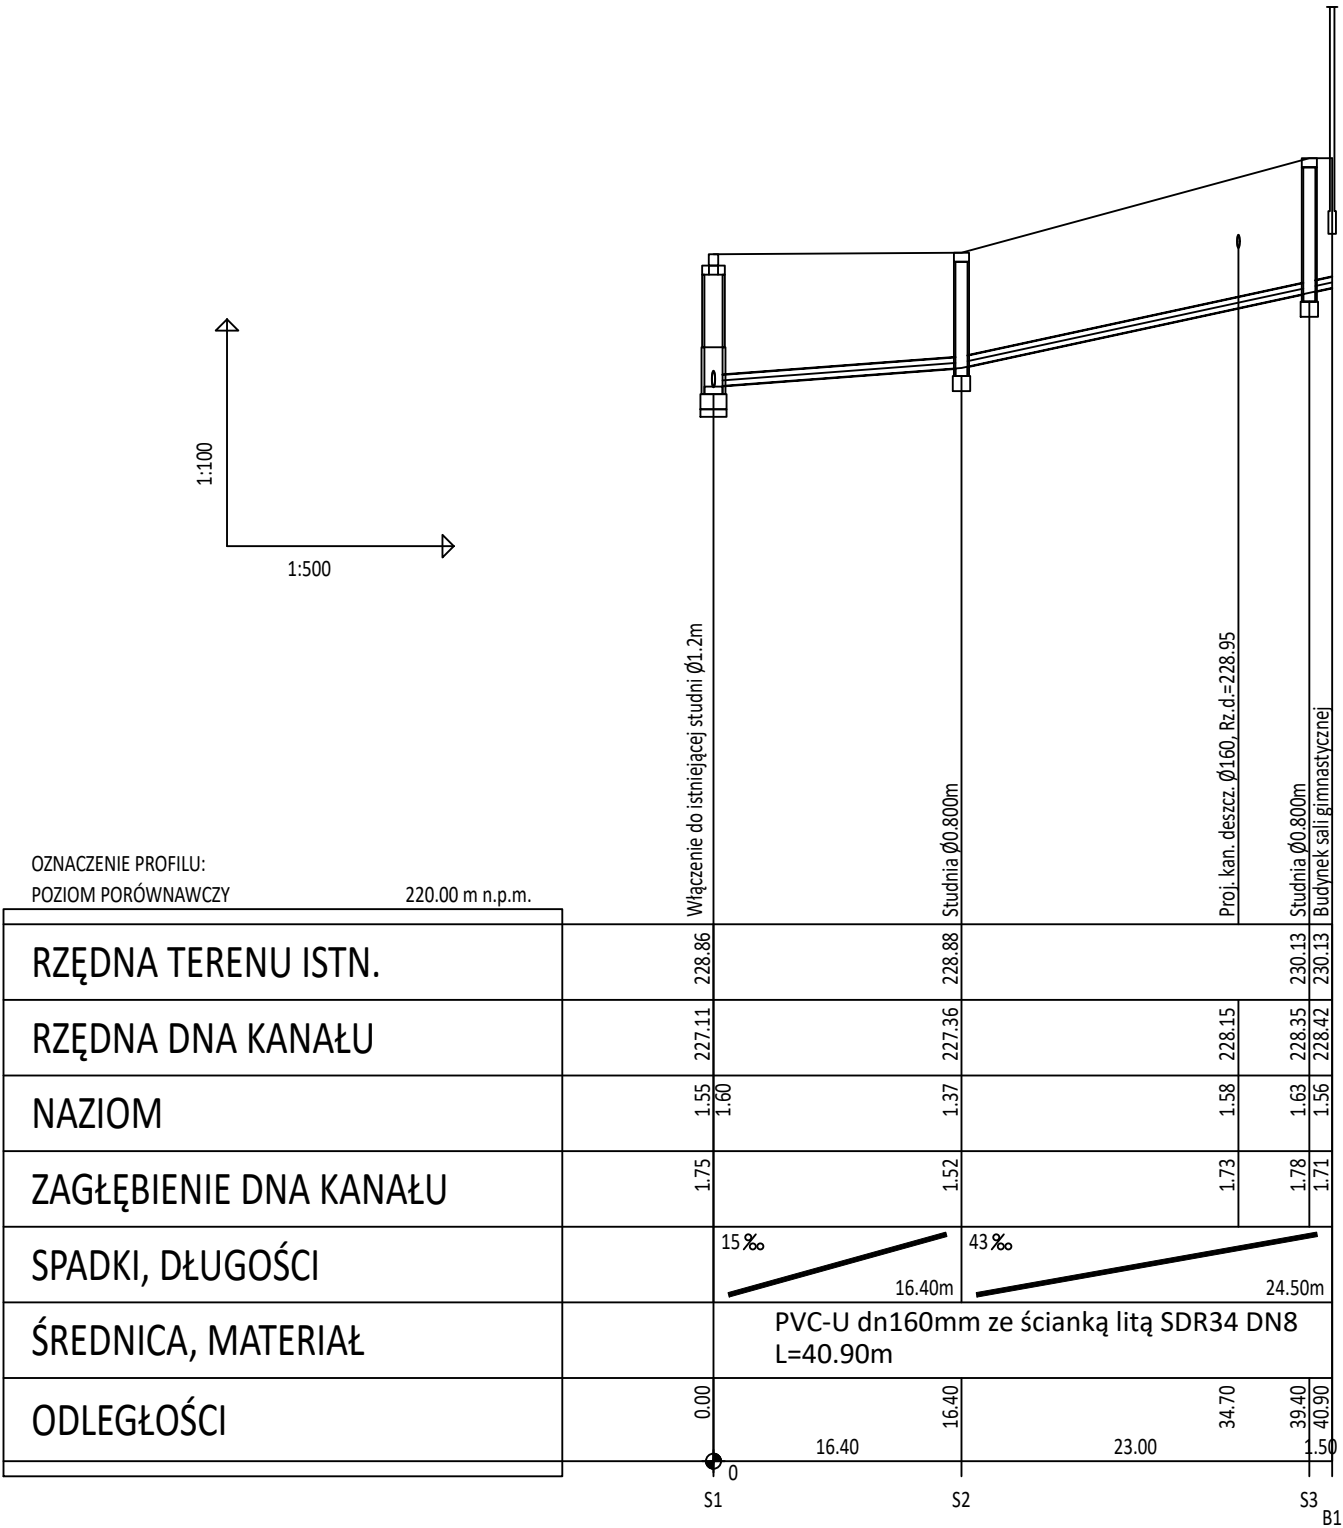 1:100
1:500
Włączenie do istniejącej studni Ø1.2m
Studnia Ø0.800m
Proj. kan. deszcz. Ø160, Rz.d.=228.95
Studnia Ø0.800m
Budynek sali gimnastycznej
OZNACZENIE PROFILU:
POZIOM PORÓWNAWCZY 220.00 m n.p.m.
RZĘDNA TERENU ISTN. 228.86 228.88 230.13 230.13
RZĘDNA DNA KANAŁU 227.11 227.36 228.15 228.35 228.42
NAZIOM 1.55 1.60 1.37 1.58 1.63 1.56
ZAGŁĘBIENIE DNA KANAŁU 1.75 1.52 1.73 1.78 1.71
SPADKI, DŁUGOŚCI 15‰ 16.40m 43‰ 24.50m
ŚREDNICA, MATERIAŁ
PVC-U dn160mm ze ścianką litą SDR34 DN8
L=40.90m
ODLEGŁOŚCI 0.00 16.40 34.70 39.40 40.90
16.40 23.00 1.50
0
S1 S2 S3
B1